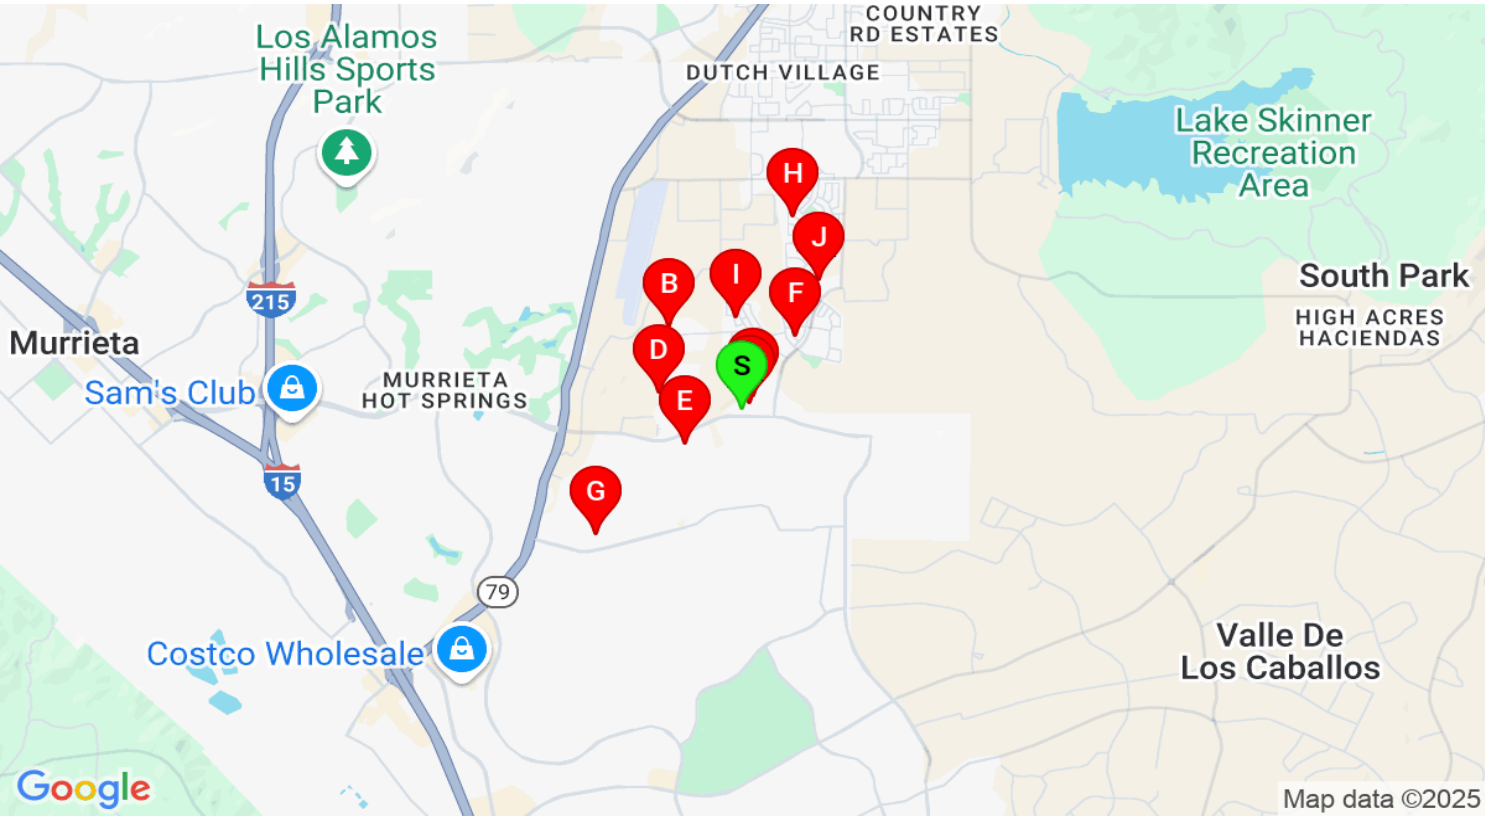 COUNTRY
RD ESTATES
Los Alamos
Hills Sports
Park
DUTCH VILLAGE
Lake Skinner
Recreation
Area
H
J
I
B
F
South Park
215
HIGH ACRES
HACIENDAS
Murrieta
D
S
Sam's Club
MURRIETA
HOT SPRINGS
E
15
G
79
Costco Wholesale
Valle De
Los Caballos
Google
Map data ©2025